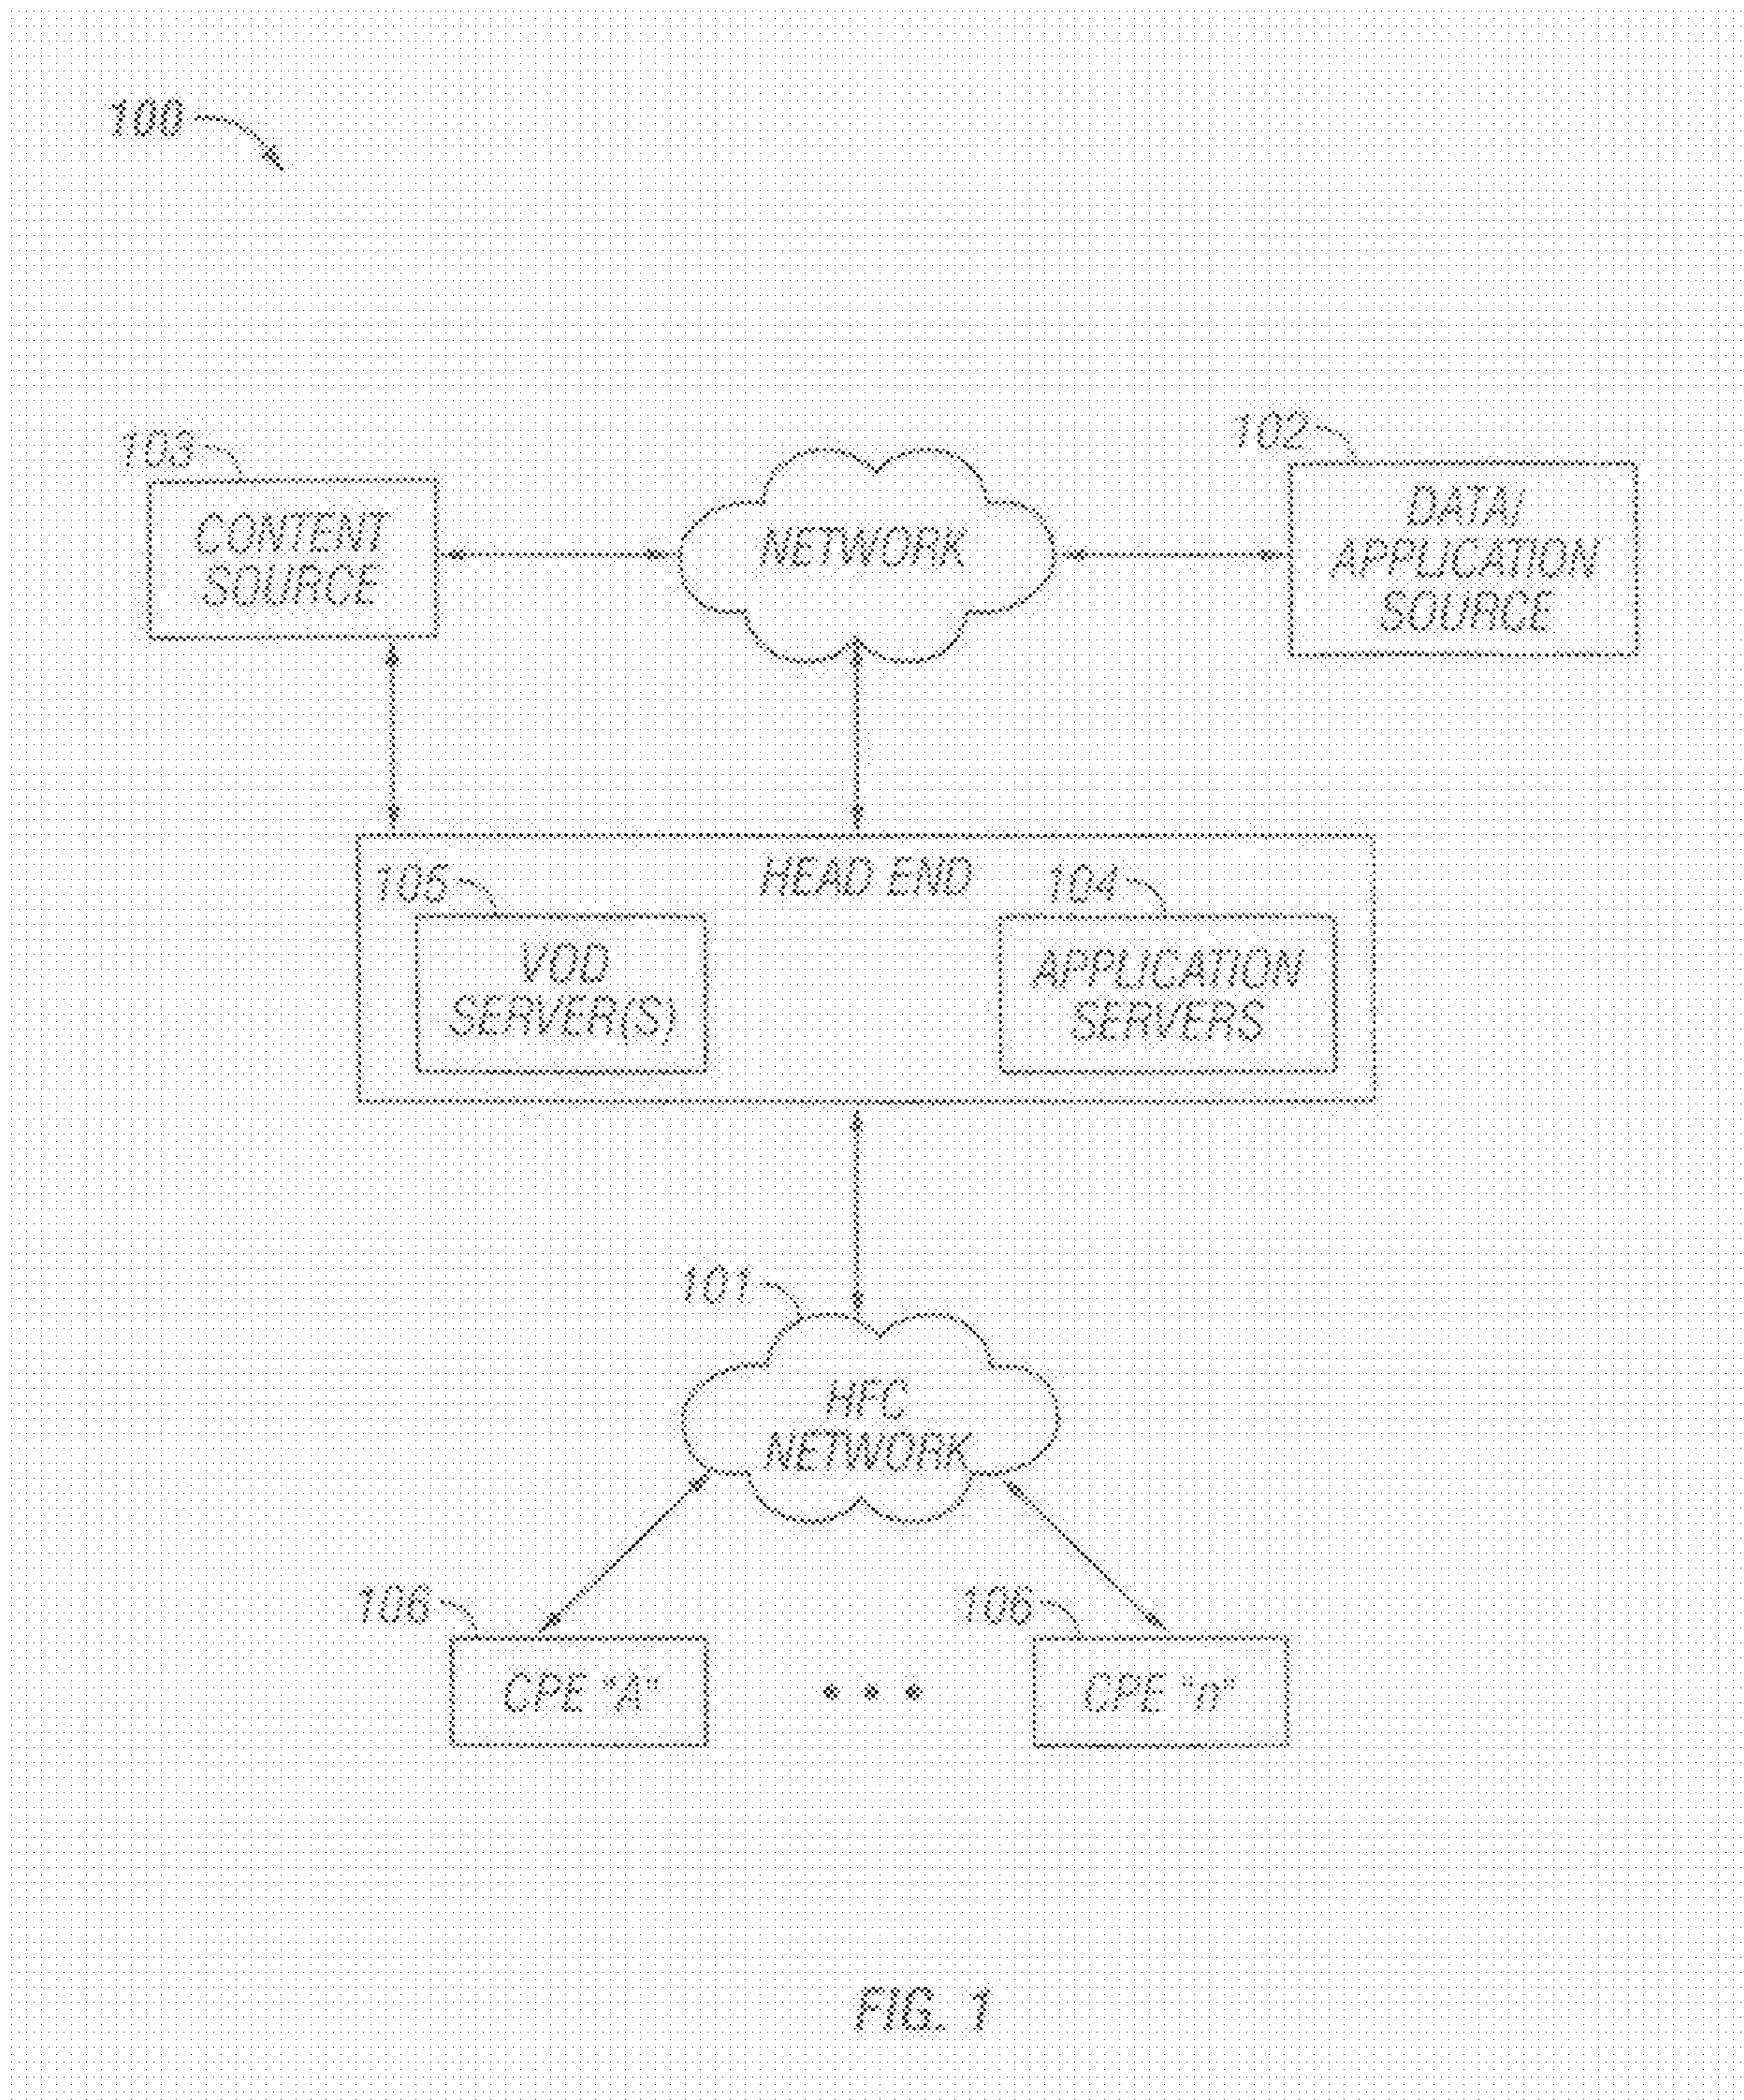 100
103
CONTENT
SOURCE
NETWORK
102
DATA/
APPLICATION
SOURCE
HEAD END
105
VOD
SERVER(S)
104
APPLICATION
SERVERS
101
HFC
NETWORK
106
CPE "A"
106
CPE "n"
FIG. 1